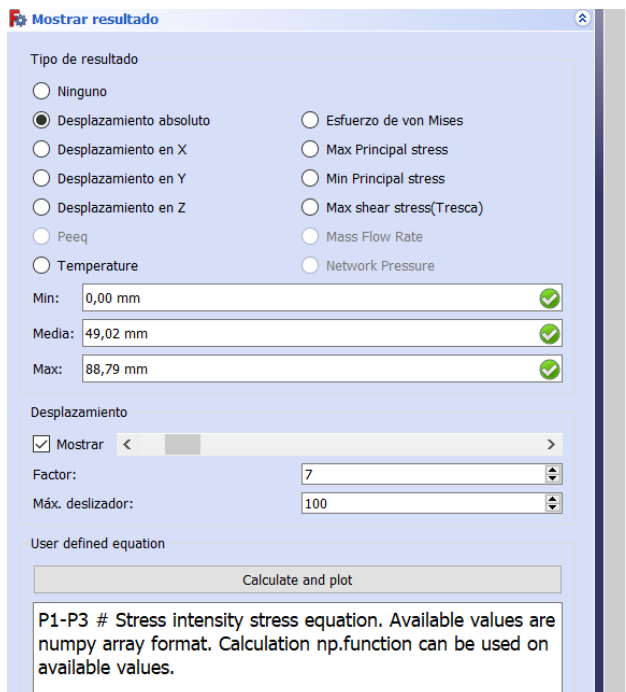 Mostrar resultado
Tipo de resultado
Ninguno
Desplazamiento absoluto
Esfuerzo de von Mises
Desplazamiento en X
Max Principal stress
Desplazamiento en Y
Min Principal stress
Desplazamiento en Z
Max shear stress(Tresca)
Peeq
Mass Flow Rate
Temperature
Network Pressure
Min: 0,00 mm
Media: 49,02 mm
Max: 88,79 mm
Desplazamiento
Mostrar
Factor: 7
Máx. deslizador: 100
User defined equation
Calculate and plot
P1-P3 # Stress intensity stress equation. Available values are
numpy array format. Calculation np.function can be used on
available values.